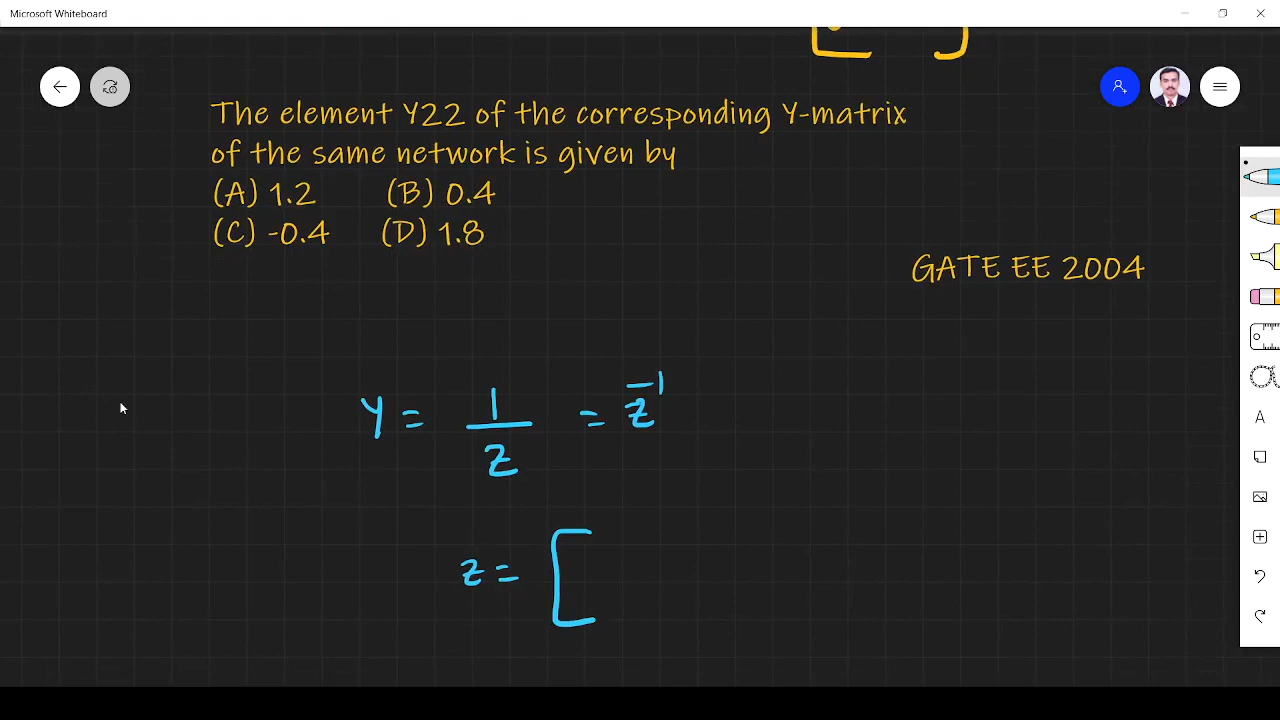 Microsoft Whiteboard
The element Y22 of the corresponding Y-matrix
of the same network is given by
(A) 1.2 (B) 0.4
(C) -0.4 (D) 1.8
GATE EE 2004
Y = 1/z = z⁻¹
z = [
A